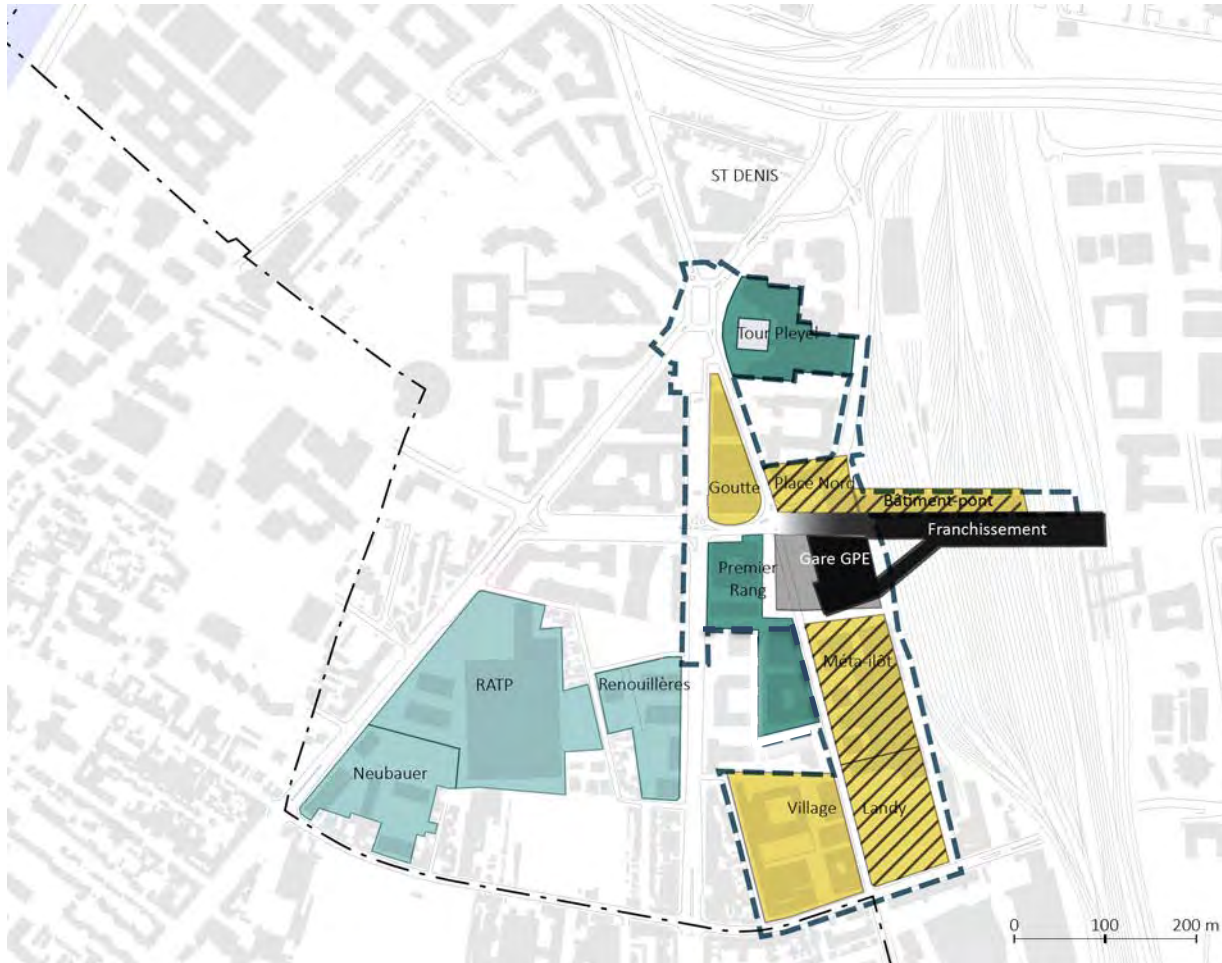 ST DENIS
Tour Pleyel
Goutte
Place Nord
Bâtiment-pont
Franchissement
Gare GPE
Premier
Rang
Méta-ilôt
RATP
Renouillères
Neubauer
Village
Landy
0 100 200 m